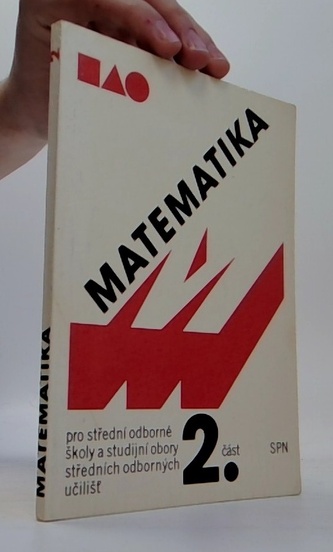 MATEMATIKA
MATEMATIKA
pro střední odborné
školy a studijní obory
středních odborných
učilišť
2. část
SPN